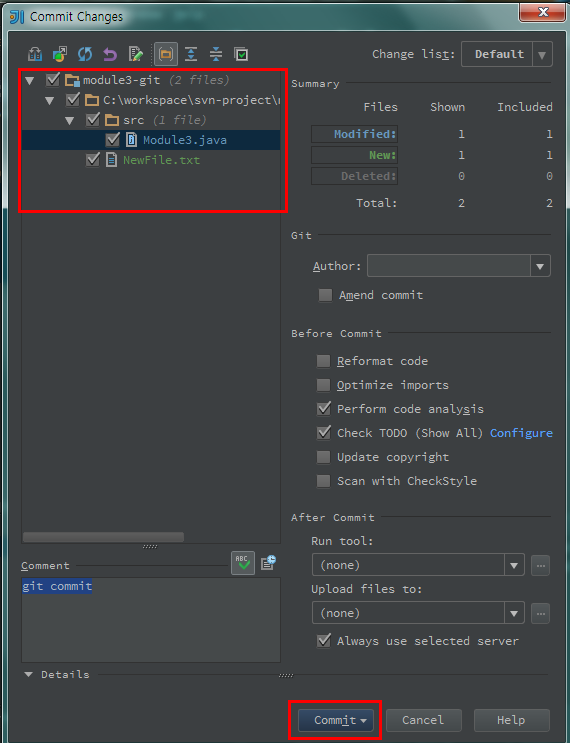 Commit Changes
Change list: Default
module3-git (2 files)
C:\workspace\svn-project\
src (1 file)
Module3.java
NewFile.txt
Summary
Files Shown Included
Modified: 1 1
New: 1 1
Deleted: 0 0
Total: 2 2
Git
Author:
Amend commit
Before Commit
Reformat code
Optimize imports
Perform code analysis
Check TODO (Show All) Configure
Update copyright
Scan with CheckStyle
After Commit
Run tool:
(none)
...
Upload files to:
(none)
...
Always use selected server
Comment
ABC
git commit
Details
Commit
Cancel
Help